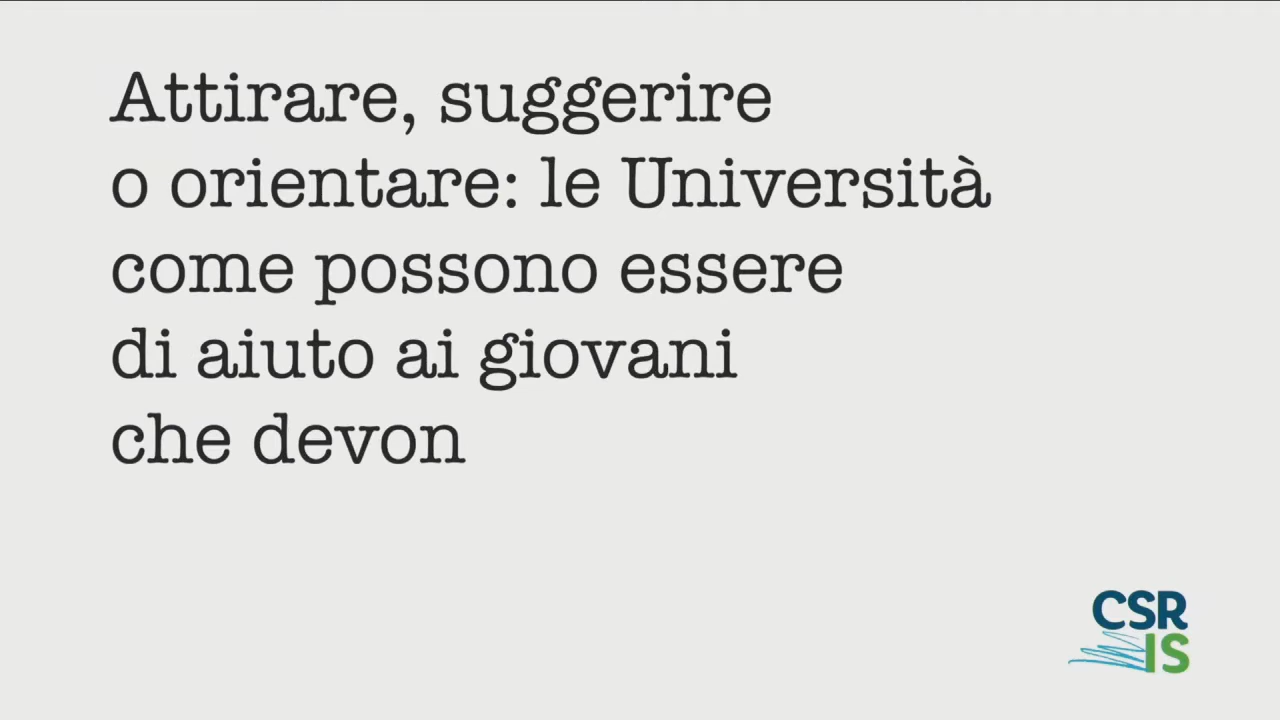 Attirare, suggerire
o orientare: le Università
come possono essere
di aiuto ai giovani
che devon
CSR
IS